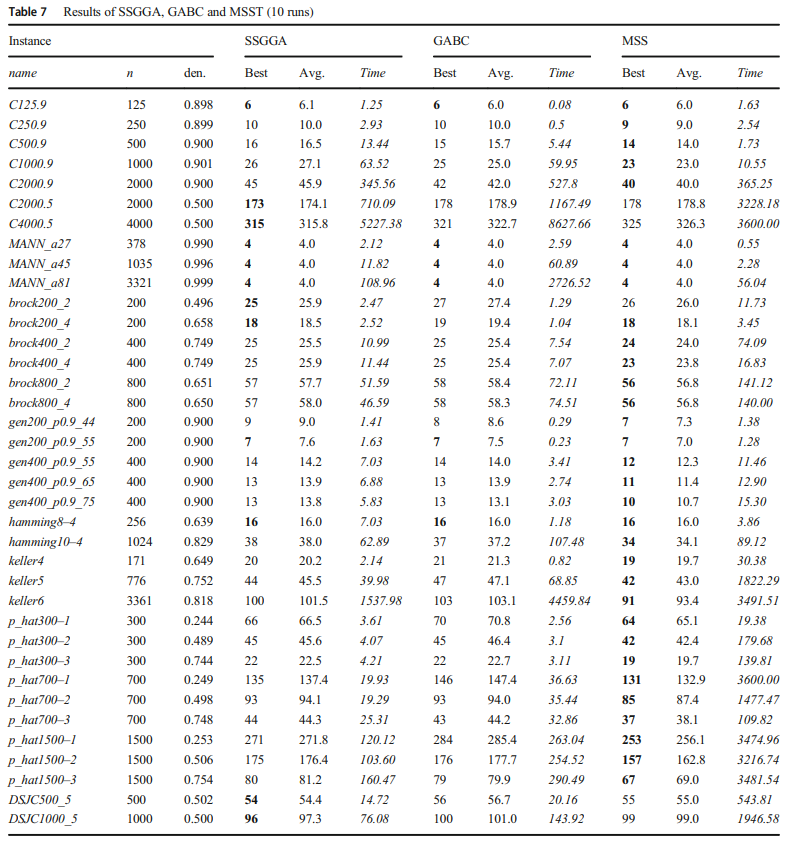 Table 7 Results of SSGGA, GABC and MSST (10 runs)
Instance SSGGA GABC MSS
name n den. Best Avg. Time Best Avg. Time Best Avg. Time
C125.9 125 0.898 6 6.1 1.25 6 6.0 0.08 6 6.0 1.63
C250.9 250 0.899 10 10.0 2.93 10 10.0 0.5 9 9.0 2.54
C500.9 500 0.900 16 16.5 13.44 15 15.7 5.44 14 14.0 1.73
C1000.9 1000 0.901 26 27.1 63.52 25 25.0 59.95 23 23.0 10.55
C2000.9 2000 0.900 45 45.9 345.56 42 42.0 527.8 40 40.0 365.25
C2000.5 2000 0.500 173 174.1 710.09 178 178.9 1167.49 178 178.8 3228.18
C4000.5 4000 0.500 315 315.8 5227.38 321 322.7 8627.66 325 326.3 3600.00
MANN_a27 378 0.990 4 4.0 2.12 4 4.0 2.59 4 4.0 0.55
MANN_a45 1035 0.996 4 4.0 11.82 4 4.0 60.89 4 4.0 2.28
MANN_a81 3321 0.999 4 4.0 108.96 4 4.0 2726.52 4 4.0 56.04
brock200_2 200 0.496 25 25.9 2.47 27 27.4 1.29 26 26.0 11.73
brock200_4 200 0.658 18 18.5 2.52 19 19.4 1.04 18 18.1 3.45
brock400_2 400 0.749 25 25.5 10.99 25 25.4 7.54 24 24.0 74.09
brock400_4 400 0.749 25 25.9 11.44 25 25.4 7.07 23 23.8 16.83
brock800_2 800 0.651 57 57.7 51.59 58 58.4 72.11 56 56.8 141.12
brock800_4 800 0.650 57 58.0 46.59 58 58.3 74.51 56 56.8 140.00
gen200_p0.9_44 200 0.900 9 9.0 1.41 8 8.6 0.29 7 7.3 1.38
gen200_p0.9_55 200 0.900 7 7.6 1.63 7 7.5 0.23 7 7.0 1.28
gen400_p0.9_55 400 0.900 14 14.2 7.03 14 14.0 3.41 12 12.3 11.46
gen400_p0.9_65 400 0.900 13 13.9 6.88 13 13.9 2.74 11 11.4 12.90
gen400_p0.9_75 400 0.900 13 13.8 5.83 13 13.1 3.03 10 10.7 15.30
hamming8–4 256 0.639 16 16.0 7.03 16 16.0 1.18 16 16.0 3.86
hamming10–4 1024 0.829 38 38.0 62.89 37 37.2 107.48 34 34.1 89.12
keller4 171 0.649 20 20.2 2.14 21 21.3 0.82 19 19.7 30.38
keller5 776 0.752 44 45.5 39.98 47 47.1 68.85 42 43.0 1822.29
keller6 3361 0.818 100 101.5 1537.98 103 103.1 4459.84 91 93.4 3491.51
p_hat300–1 300 0.244 66 66.5 3.61 70 70.8 2.56 64 65.1 19.38
p_hat300–2 300 0.489 45 45.6 4.07 45 46.4 3.1 42 42.4 179.68
p_hat300–3 300 0.744 22 22.5 4.21 22 22.7 3.11 19 19.7 139.81
p_hat700–1 700 0.249 135 137.4 19.93 146 147.4 36.63 131 132.9 3600.00
p_hat700–2 700 0.498 93 94.1 19.29 93 94.0 35.44 85 87.4 1477.47
p_hat700–3 700 0.748 44 44.3 25.31 43 44.2 32.86 37 38.1 109.82
p_hat1500–1 1500 0.253 271 271.8 120.12 284 285.4 263.04 253 256.1 3474.96
p_hat1500–2 1500 0.506 175 176.4 103.60 176 177.7 254.52 157 162.8 3216.74
p_hat1500–3 1500 0.754 80 81.2 160.47 79 79.9 290.49 67 69.0 3481.54
DSJC500_5 500 0.502 54 54.4 14.72 56 56.7 20.16 55 55.0 543.81
DSJC1000_5 1000 0.500 96 97.3 76.08 100 101.0 143.92 99 99.0 1946.58